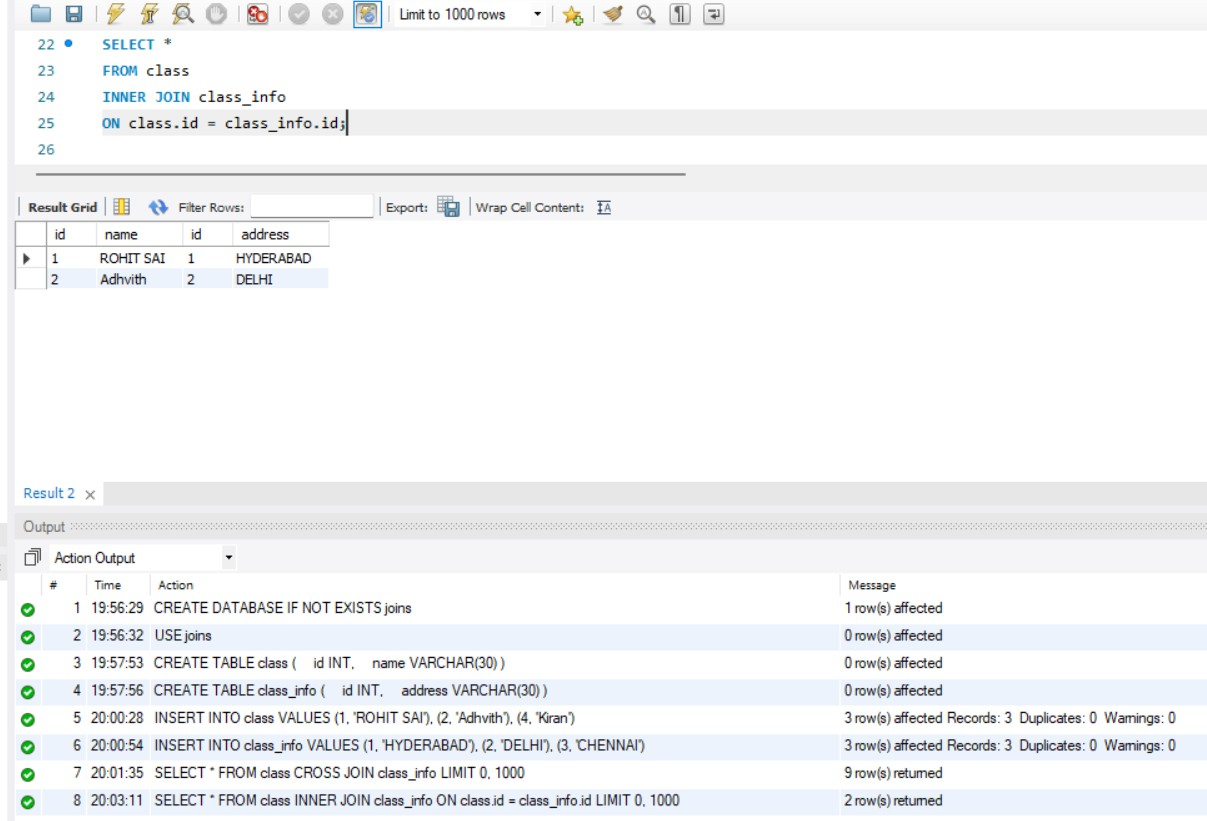 Limit to 1000 rows
22 SELECT *
23 FROM class
24 INNER JOIN class_info
25 ON class.id = class_info.id;
26
Result Grid Filter Rows: Export: Wrap Cell Content: IA
id name id address
1 ROHIT SAI 1 HYDERABAD
2 Adhvith 2 DELHI
Result 2
Output
Action Output
# Time Action Message
1 19:56:29 CREATE DATABASE IF NOT EXISTS joins 1 row(s) affected
2 19:56:32 USE joins 0 row(s) affected
3 19:57:53 CREATE TABLE class ( id INT, name VARCHAR(30) ) 0 row(s) affected
4 19:57:56 CREATE TABLE class_info ( id INT, address VARCHAR(30) ) 0 row(s) affected
5 20:00:28 INSERT INTO class VALUES (1, 'ROHIT SAI'), (2, 'Adhvith'), (4, 'Kiran') 3 row(s) affected Records: 3 Duplicates: 0 Warnings: 0
6 20:00:54 INSERT INTO class_info VALUES (1, 'HYDERABAD'), (2, 'DELHI'), (3, 'CHENNAI') 3 row(s) affected Records: 3 Duplicates: 0 Warnings: 0
7 20:01:35 SELECT * FROM class CROSS JOIN class_info LIMIT 0, 1000 9 row(s) returned
8 20:03:11 SELECT * FROM class INNER JOIN class_info ON class.id = class_info.id LIMIT 0, 1000 2 row(s) returned